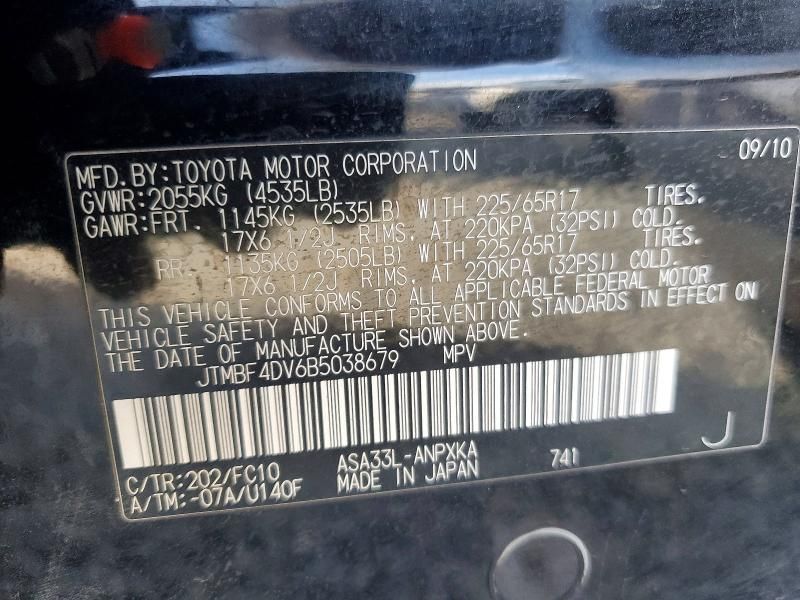 09/10
MFD.BY:TOYOTA MOTOR CORPORATION
GVWR:2055KG (4535LB)
GAWR:FRT. 1145KG (2535LB) WITH 225/65R17 TIRES.
17X6 1/2J RIMS, AT 220KPA (32PSI) COLD.
RR. 1135KG (2505LB) WITH 225/65R17 TIRES.
17X6 1/2J RIMS, AT 220KPA (32PSI) COLD.
THIS VEHICLE CONFORMS TO ALL APPLICABLE FEDERAL MOTOR
VEHICLE SAFETY AND THEFT PREVENTION STANDARDS IN EFFECT ON
THE DATE OF MANUFACTURE SHOWN ABOVE.
JTMBF4DV6B5038679 MPV
C/TR:202/FC10 ASA33L-ANPXKA 741 J
A/TM:-07A/U140F MADE IN JAPAN